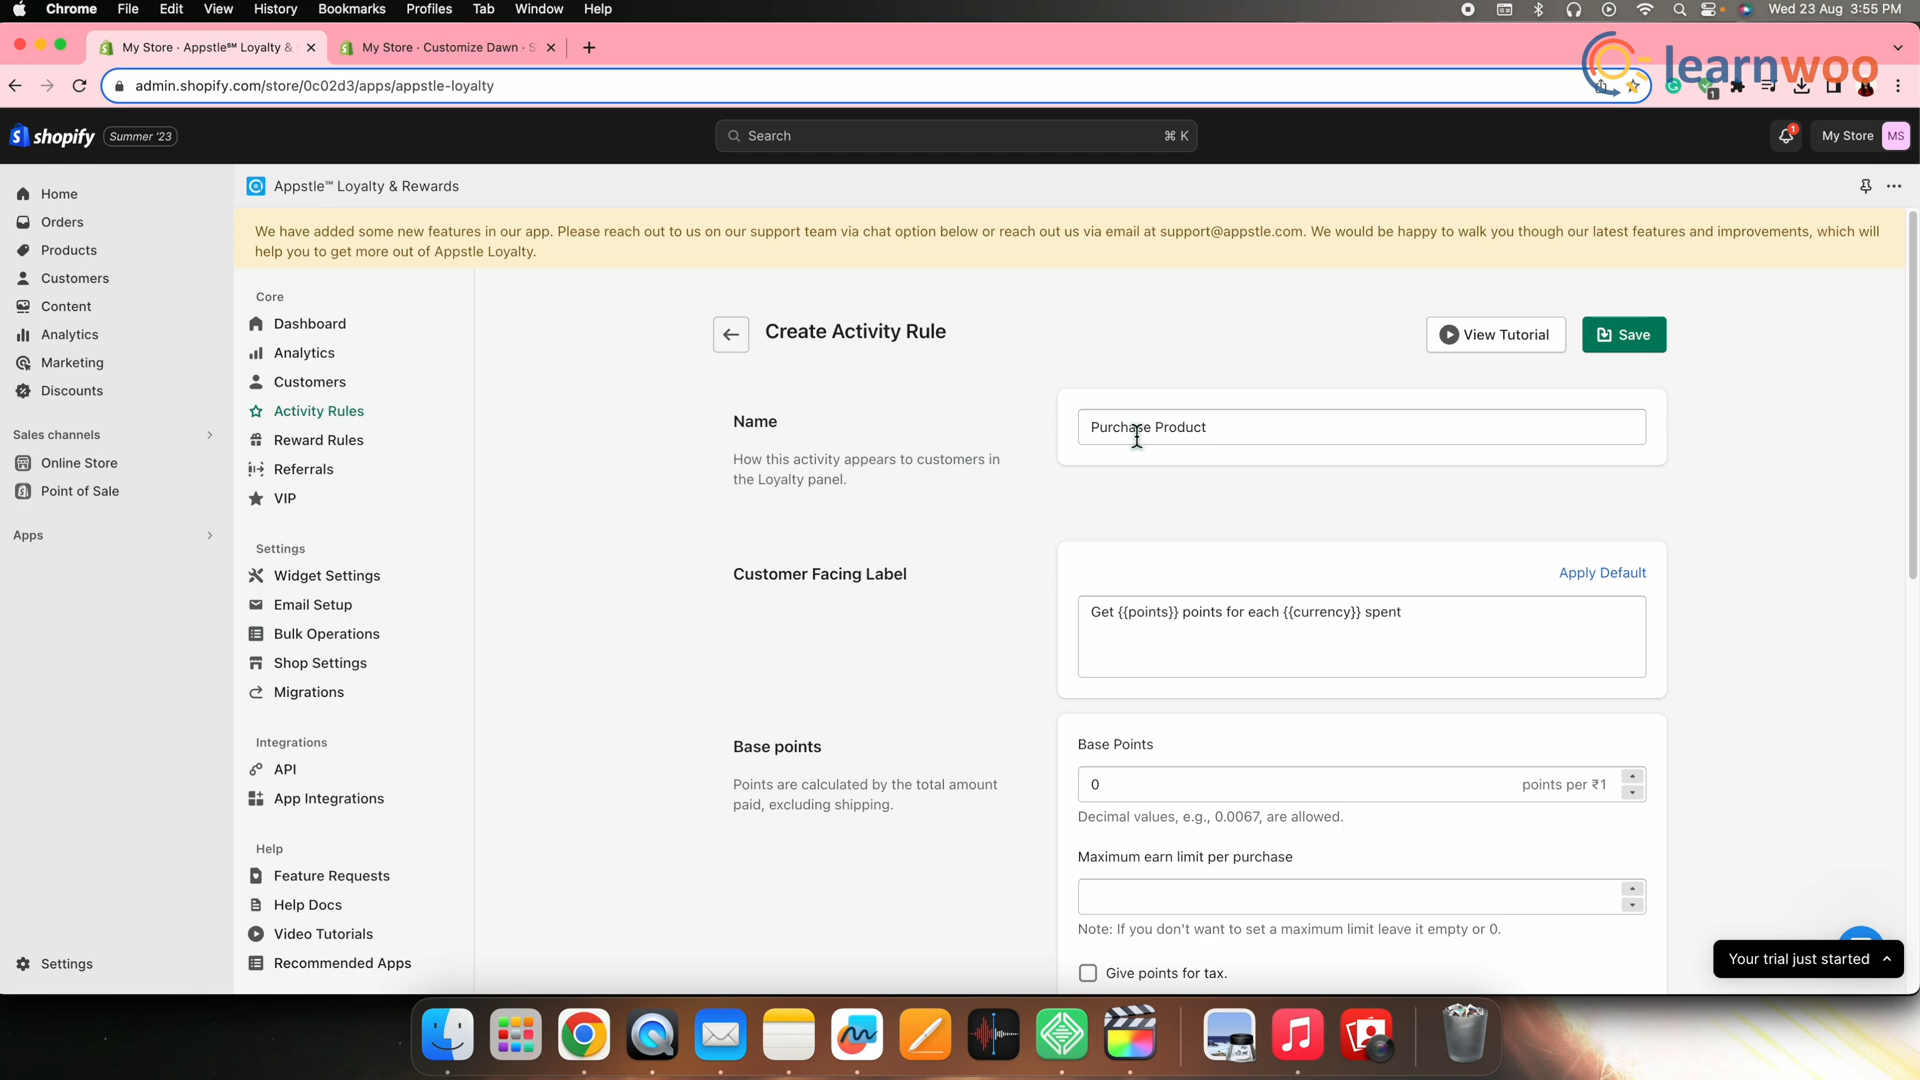 Chrome File Edit View History Bookmarks Profiles Tab Window Help
Wed 23 Aug 3:55 PM
My Store · Appstle℠ Loyalty &
My Store · Customize Dawn · S
learnwoo
admin.shopify.com/store/0c02d3/apps/appstle-loyalty
1
shopify
Summer '23
Search
⌘ K
1
My Store
MS
Home
Orders
Products
Customers
Content
Analytics
Marketing
Discounts
Sales channels
Online Store
Point of Sale
Apps
Settings
Appstle℠ Loyalty & Rewards
We have added some new features in our app. Please reach out to us on our support team via chat option below or reach out us via email at support@appstle.com. We would be happy to walk you though our latest features and improvements, which will
help you to get more out of Appstle Loyalty.
Core
Dashboard
Analytics
Customers
Activity Rules
Reward Rules
Referrals
VIP
Settings
Widget Settings
Email Setup
Bulk Operations
Shop Settings
Migrations
Integrations
API
App Integrations
Help
Feature Requests
Help Docs
Video Tutorials
Recommended Apps
Create Activity Rule
View Tutorial
Save
Name
How this activity appears to customers in
the Loyalty panel.
Purchase Product
Customer Facing Label
Apply Default
Get {{points}} points for each {{currency}} spent
Base points
Points are calculated by the total amount
paid, excluding shipping.
Base Points
0
points per ₹1
Decimal values, e.g., 0.0067, are allowed.
Maximum earn limit per purchase
Note: If you don't want to set a maximum limit leave it empty or 0.
Give points for tax.
Your trial just started